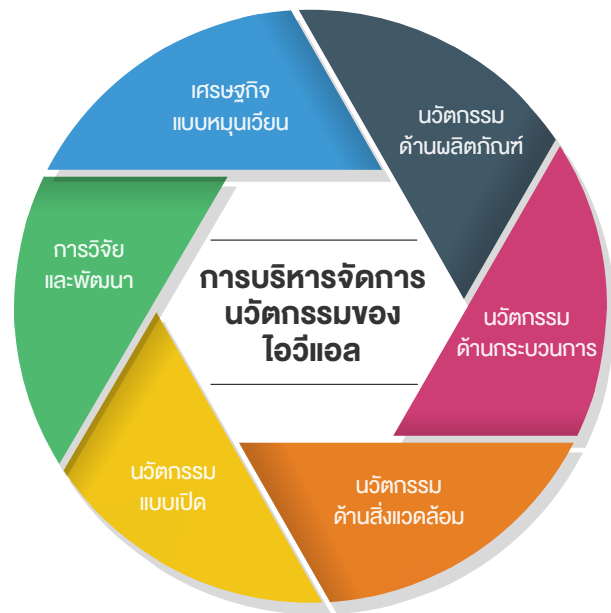 เศรษฐกิจ
แบบหมุนเวียน
นวัตกรรม
ด้านผลิตภัณฑ์
การวิจัย
และพัฒนา
การบริหารจัดการ
นวัตกรรมของ
ไอวีแอล
นวัตกรรม
ด้านกระบวนการ
นวัตกรรม
แบบเปิด
นวัตกรรม
ด้านสิ่งแวดล้อม